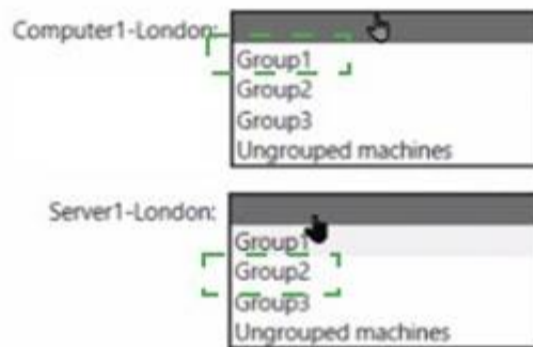 Computer1-London:
Group1
Group2
Group3
Ungrouped machines
Server1-London:
Group1
Group2
Group3
Ungrouped machines